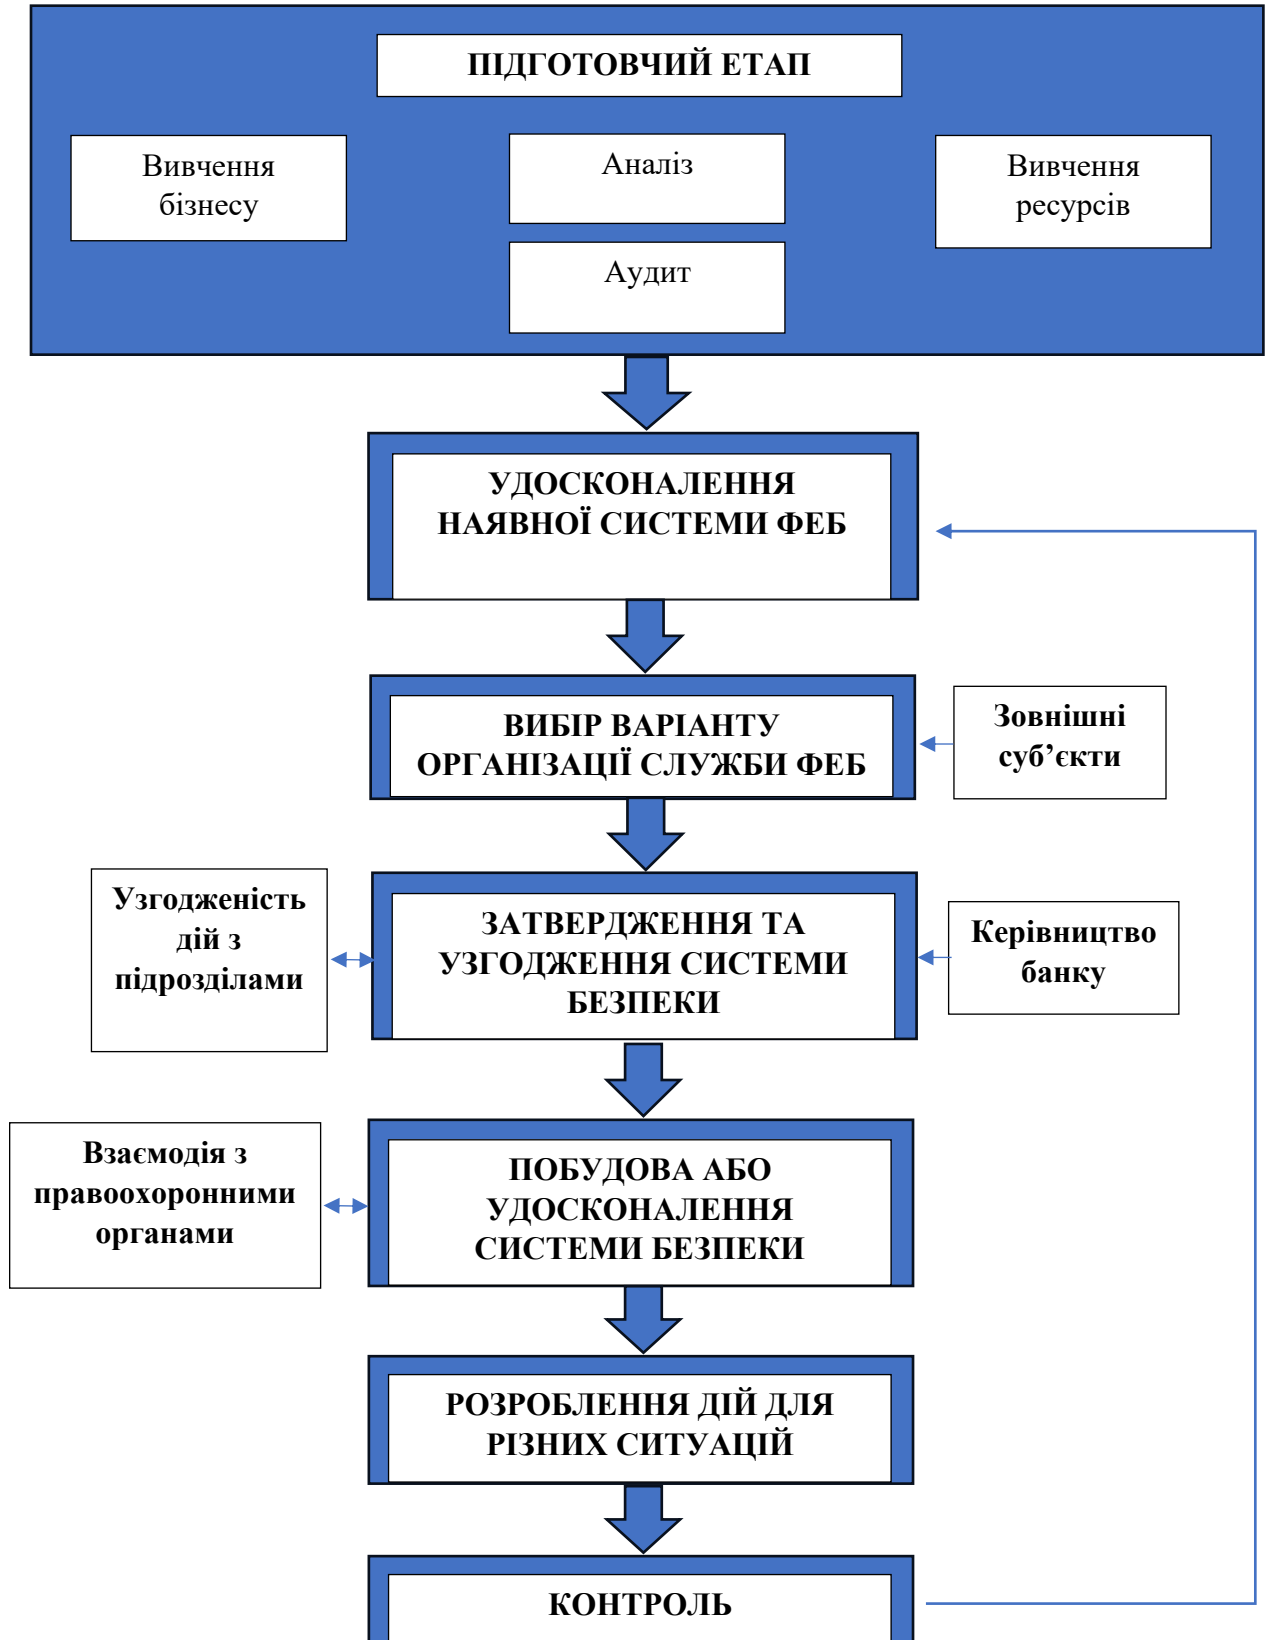 ПІДГОТОВЧИЙ ЕТАП
Вивчення
бізнесу
Аналіз
Аудит
Вивчення
ресурсів
УДОСКОНАЛЕННЯ
НАЯВНОЇ СИСТЕМИ ФЕБ
ВИБІР ВАРІАНТУ
ОРГАНІЗАЦІЇ СЛУЖБИ ФЕБ
Зовнішні
суб’єкти
Узгодженість
дій з
підрозділами
ЗАТВЕРДЖЕННЯ ТА
УЗГОДЖЕННЯ СИСТЕМИ
БЕЗПЕКИ
Керівництво
банку
Взаємодія з
правоохоронними
органами
ПОБУДОВА АБО
УДОСКОНАЛЕННЯ
СИСТЕМИ БЕЗПЕКИ
РОЗРОБЛЕННЯ ДІЙ ДЛЯ
РІЗНИХ СИТУАЦІЙ
КОНТРОЛЬ